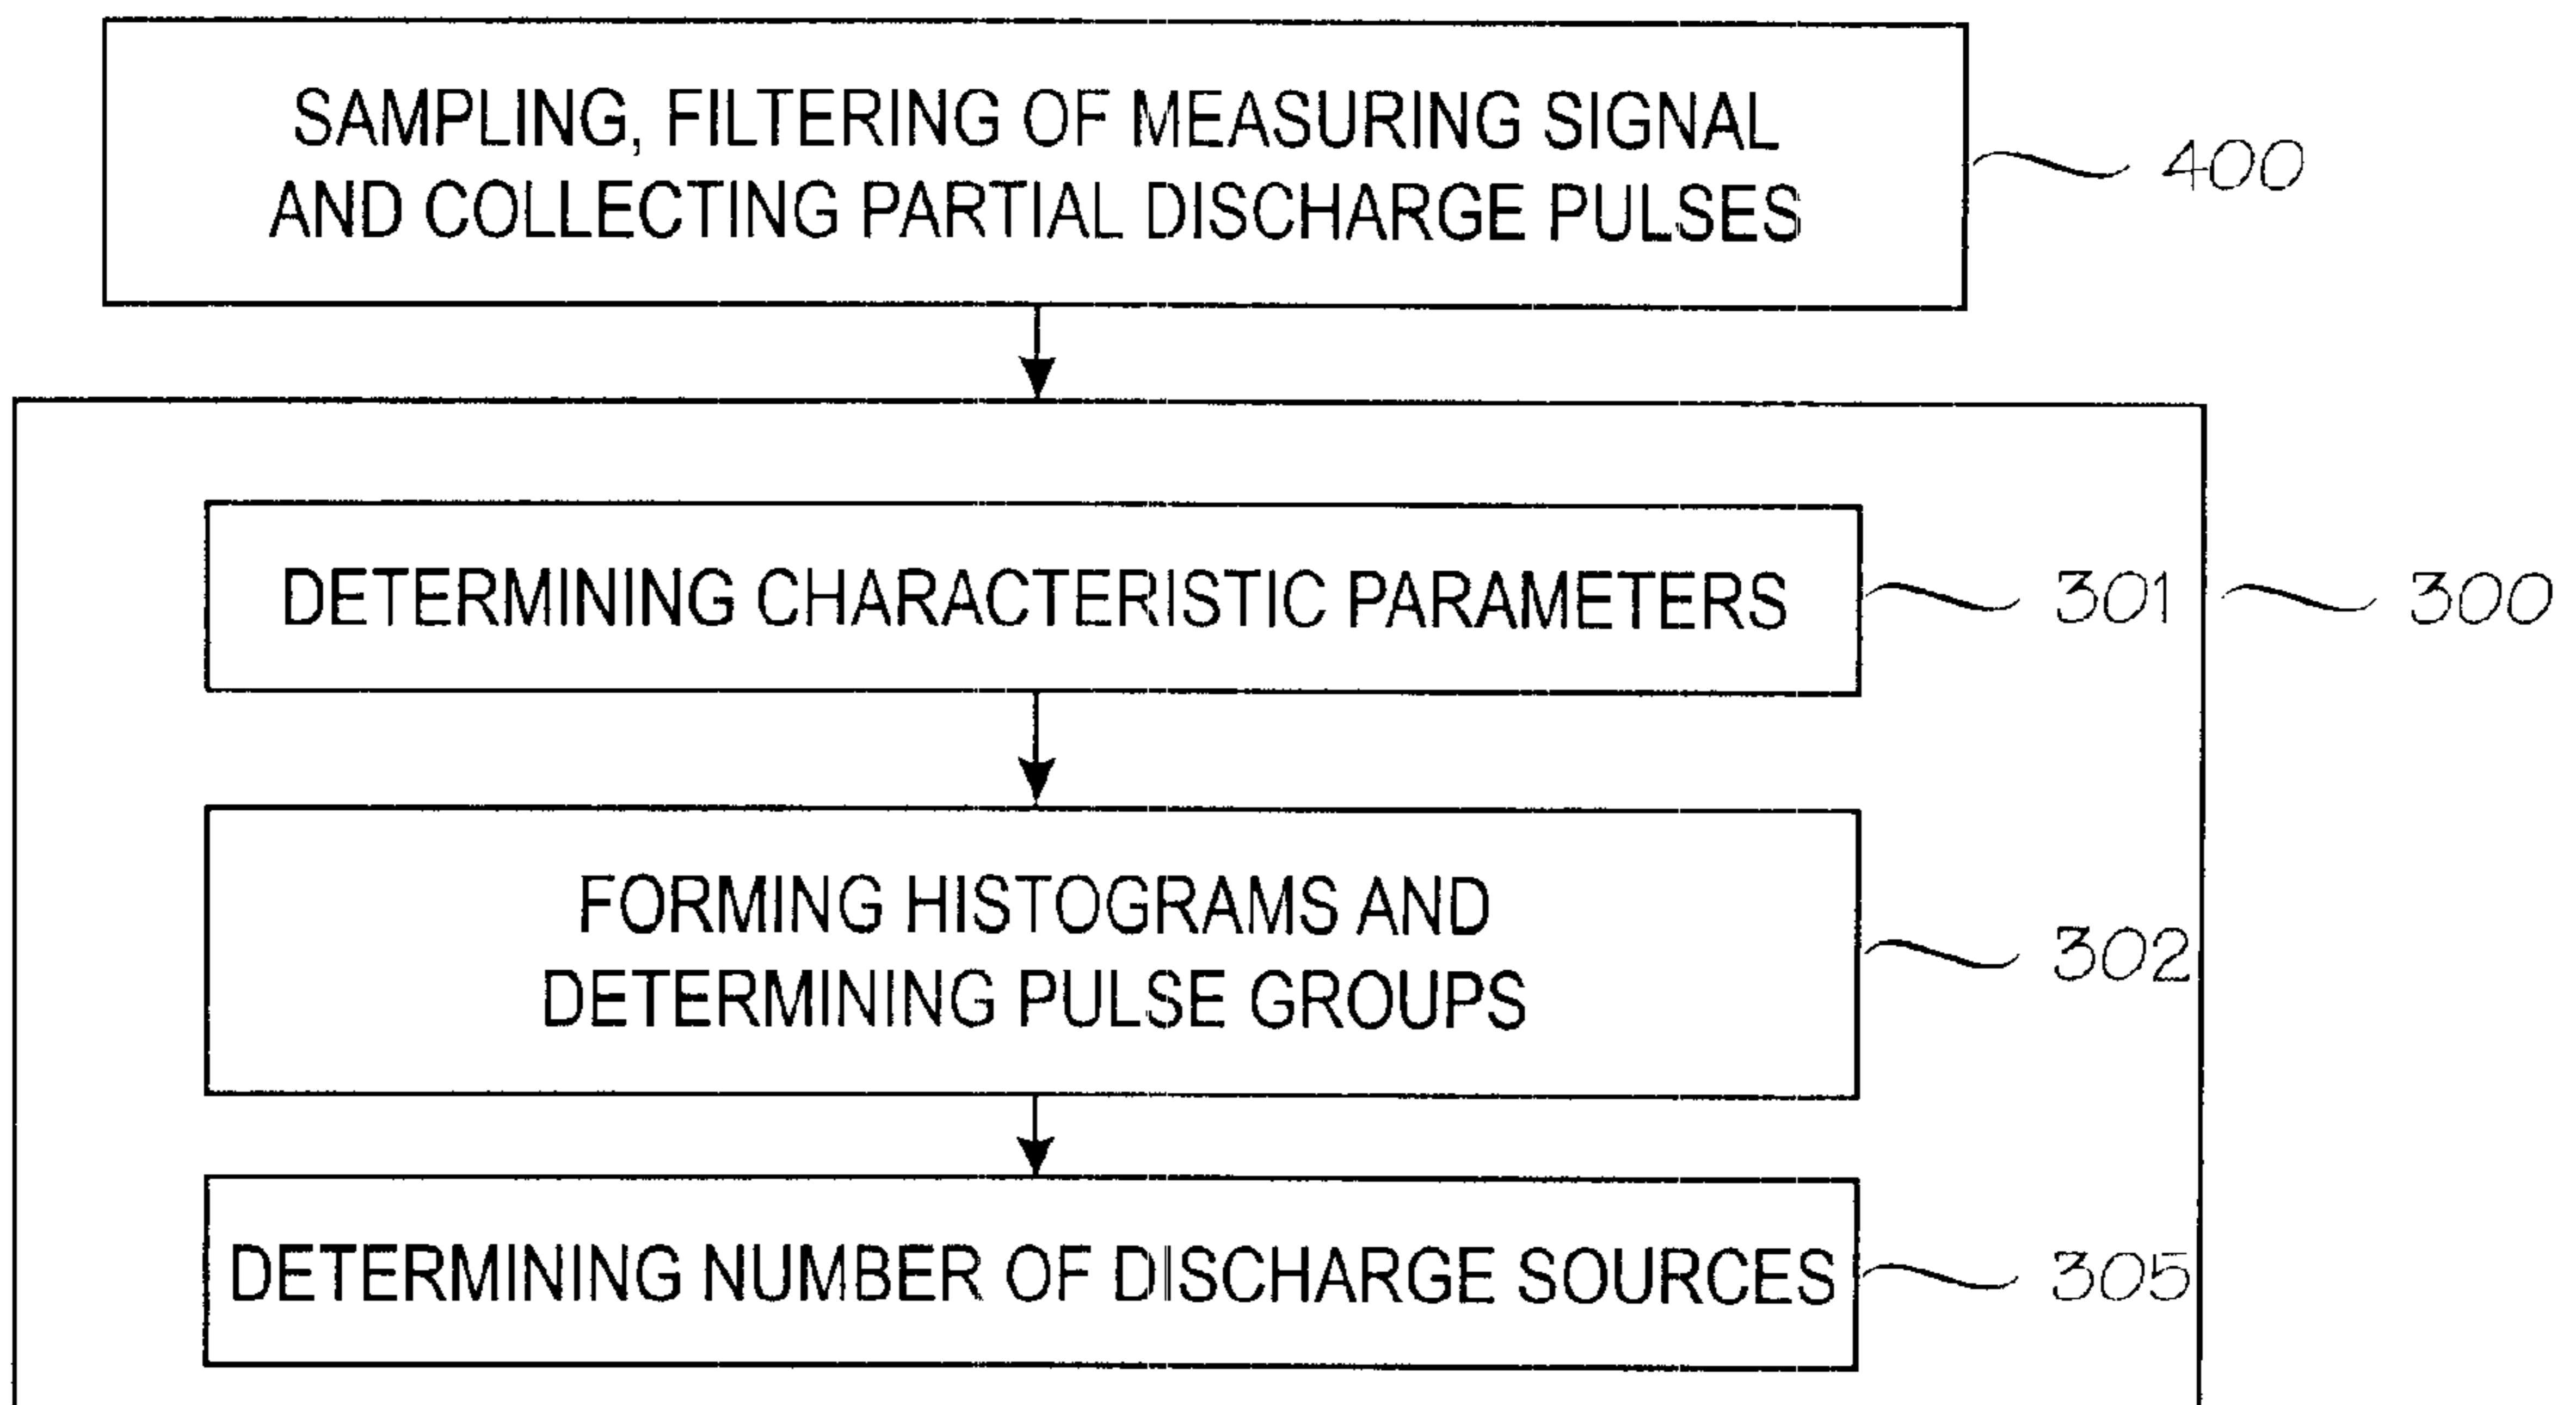 SAMPLING, FILTERING OF MEASURING SIGNAL
AND COLLECTING PARTIAL DISCHARGE PULSES
400
DETERMINING CHARACTERISTIC PARAMETERS
301
300
FORMING HISTOGRAMS AND
DETERMINING PULSE GROUPS
302
DETERMINING NUMBER OF DISCHARGE SOURCES
305